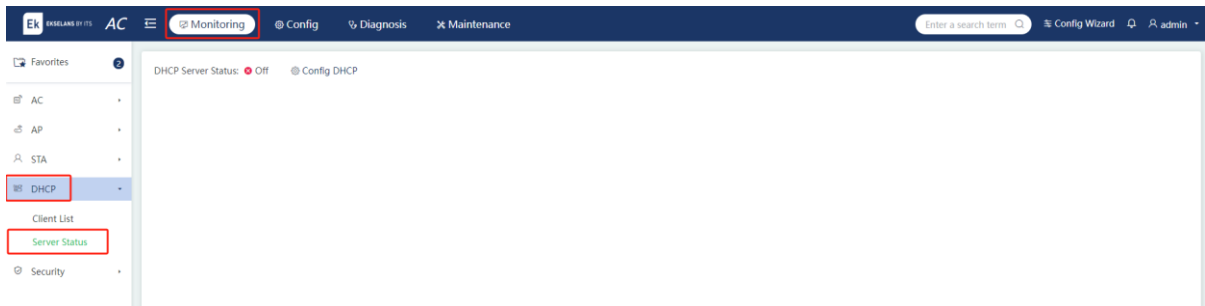 Ek EKSELANS BY ITS AC Monitoring Config Diagnosis Maintenance Enter a search term Config Wizard admin
Favorites 2
DHCP Server Status: Off Config DHCP
AC
AP
STA
DHCP
Client List
Server Status
Security